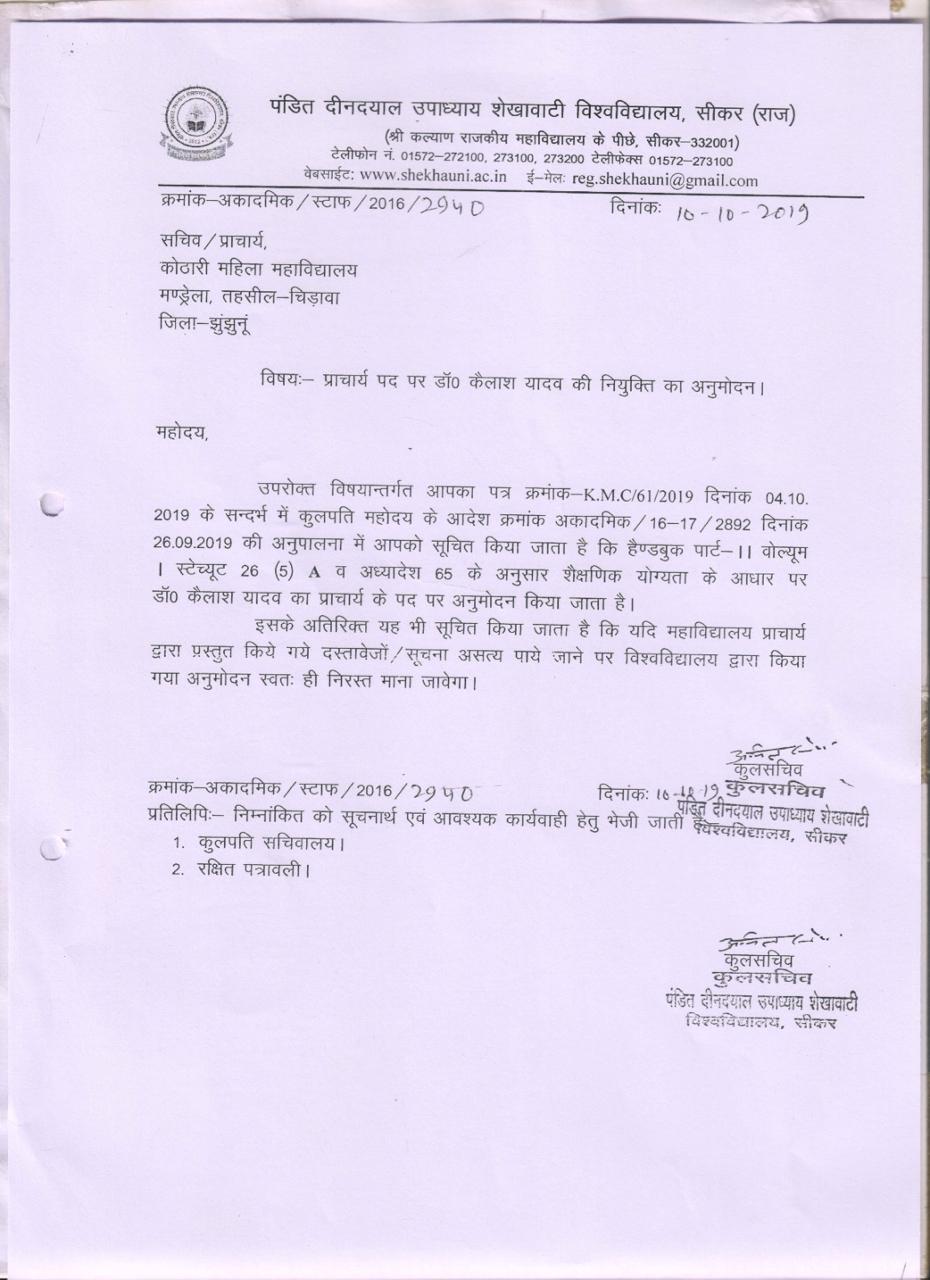 पंडित दीनदयाल उपाध्याय शेखावाटी विश्वविद्यालय, सीकर (राज)
(श्री कल्याण राजकीय महाविद्यालय के पीछे, सीकर–332001)
टेलीफोन नं. 01572–272100, 273100, 273200 टेलीफेक्स 01572–273100
वेबसाईटः www.shekhauni.ac.in ई–मेलः reg.shekhauni@gmail.com
क्रमांक–अकादमिक/स्टाफ/2016/2940 दिनांकः 10-10-2019
सचिव/प्राचार्य,
कोठारी महिला महाविद्यालय
मण्ड्रेला, तहसील–चिड़ावा
जिला–झुंझुनूं
विषयः– प्राचार्य पद पर डॉ0 कैलाश यादव की नियुक्ति का अनुमोदन।
महोदय,
उपरोक्त विषयान्तर्गत आपका पत्र क्रमांक–K.M.C/61/2019 दिनांक 04.10.
2019 के सन्दर्भ में कुलपति महोदय के आदेश क्रमांक अकादमिक/16–17/2892 दिनांक
26.09.2019 की अनुपालना में आपको सूचित किया जाता है कि हैण्डबुक पार्ट–।। वोल्यूम
। स्टेच्यूट 26 (5) A व अध्यादेश 65 के अनुसार शैक्षणिक योग्यता के आधार पर
डॉ0 कैलाश यादव का प्राचार्य के पद पर अनुमोदन किया जाता है।
इसके अतिरिक्त यह भी सूचित किया जाता है कि यदि महाविद्यालय प्राचार्य
द्वारा प्रस्तुत किये गये दस्तावेजों/सूचना असत्य पाये जाने पर विश्वविद्यालय द्वारा किया
गया अनुमोदन स्वतः ही निरस्त माना जावेगा।
कुलसचिव
क्रमांक–अकादमिक/स्टाफ/2016/2940 दिनांकः 10-10-19 कुलसचिव
पंडित दीनदयाल उपाध्याय शेखावाटी
प्रतिलिपिः– निम्नांकित को सूचनार्थ एवं आवश्यक कार्यवाही हेतु भेजी जाती है–
विश्वविद्यालय, सीकर
1. कुलपति सचिवालय।
2. रक्षित पत्रावली।
कुलसचिव
कुलसचिव
पंडित दीनदयाल उपाध्याय शेखावाटी
विश्वविद्यालय, सीकर